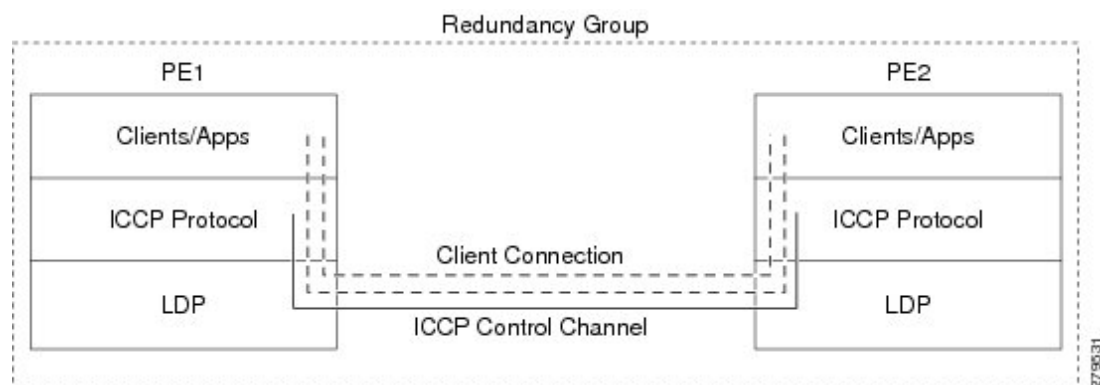 Redundancy Group
PE1
PE2
Clients/Apps
Clients/Apps
ICCP Protocol
ICCP Protocol
Client Connection
LDP
LDP
ICCP Control Channel
279531